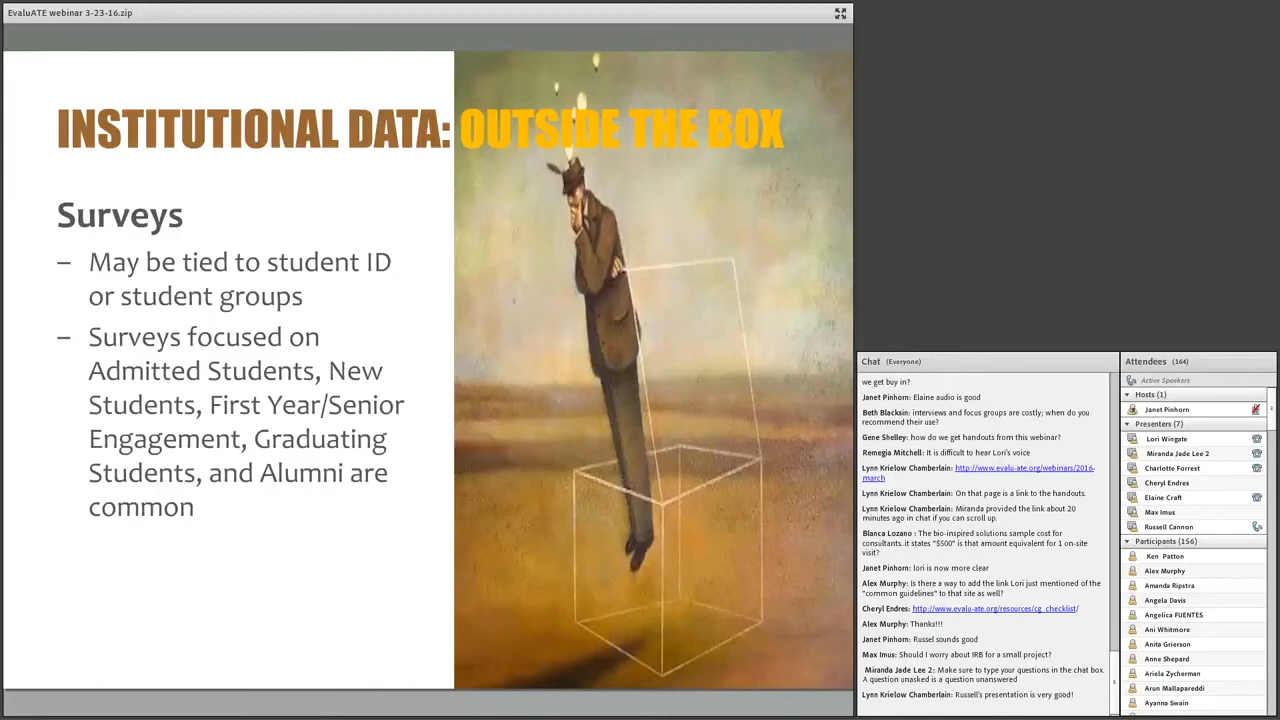 EvaluATE webinar 3-23-16.zip
INSTITUTIONAL DATA: OUTSIDE THE BOX
Surveys
– May be tied to student ID
or student groups
– Surveys focused on
Admitted Students, New
Students, First Year/Senior
Engagement, Graduating
Students, and Alumni are
common
Chat (Everyone)
we get buy in?
Janet Pinhorn: Elaine audio is good
Beth Blacksin: interviews and focus groups are costly; when do you
recommend their use?
Gene Shelley: how do we get handouts from this webinar?
Remegia Mitchell: It is difficult to hear Lori's voice
Lynn Krielow Chamberlain: http://www.evalu-ate.org/webinars/2016-
march
Lynn Krielow Chamberlain: On that page is a link to the handouts.
Lynn Krielow Chamberlain: Miranda provided the link about 20
minutes ago in chat if you can scroll up.
Blanca Lozano : The bio-inspired solutions sample cost for
consultants..it states "$500" is that amount equivalent for 1 on-site
visit?
Janet Pinhorn: lori is now more clear
Alex Murphy: Is there a way to add the link Lori just mentioned of the
"common guidelines" to that site as well?
Cheryl Endres: http://www.evalu-ate.org/resources/cg_checklist/
Alex Murphy: Thanks!!!
Janet Pinhorn: Russel sounds good
Max Imus: Should I worry about IRB for a small project?
Miranda Jade Lee 2: Make sure to type your questions in the chat box.
A question unasked is a question unanswered
Lynn Krielow Chamberlain: Russell's presentation is very good!
Attendees (164)
Active Speakers
Hosts (1)
Janet Pinhorn
Presenters (7)
Lori Wingate
Miranda Jade Lee 2
Charlotte Forrest
Cheryl Endres
Elaine Craft
Max Imus
Russell Cannon
Participants (156)
Ken Patton
Alex Murphy
Amanda Ripstra
Angela Davis
Angelica FUENTES
Ani Whitmore
Anita Grierson
Anne Shepard
Ariela Zycherman
Arun Mallapareddi
Ayanna Swain